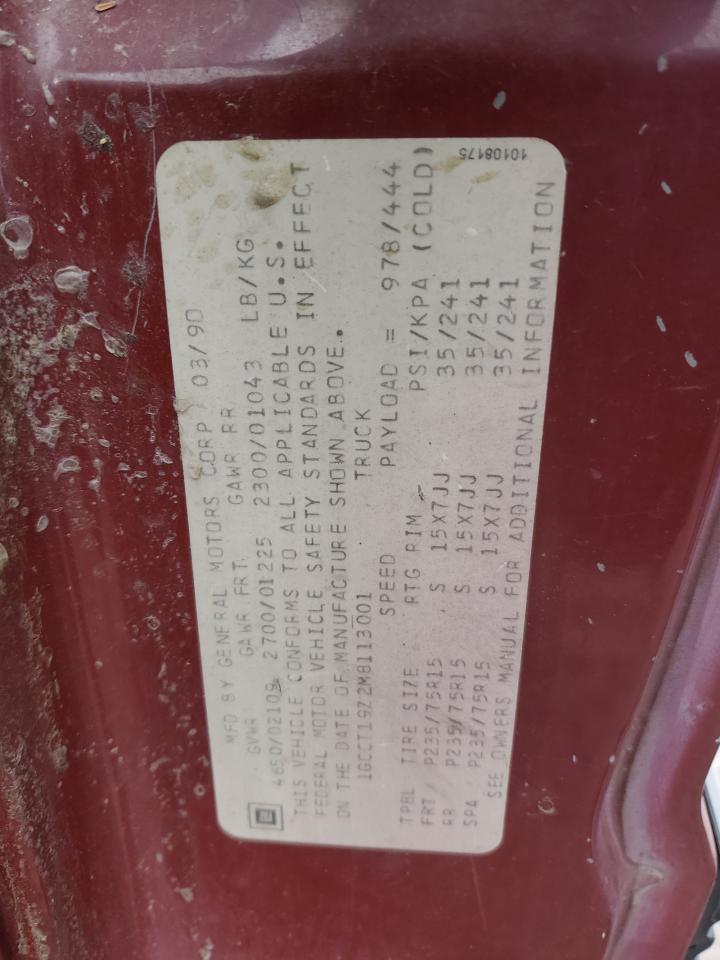 MFD BY GENERAL MOTORS CORP 03/90
GVWR GAWR FRT GAWR RR
4650/02109 2700/01225 2300/01043 LB/KG
THIS VEHICLE CONFORMS TO ALL APPLICABLE U.S.
FEDERAL MOTOR VEHICLE SAFETY STANDARDS IN EFFECT
ON THE DATE OF MANUFACTURE SHOWN ABOVE.
1GCCT19Z2M8113001 TRUCK
SPEED PAYLOAD = 978/444
TPBL TIRE SIZE RTG RIM PSI/KPA (COLD)
FRT P235/75R15 S 15X7JJ 35/241
RR P235/75R15 S 15X7JJ 35/241
SPA P235/75R15 S 15X7JJ 35/241
SEE OWNERS MANUAL FOR ADDITIONAL INFORMATION
10108175
GM